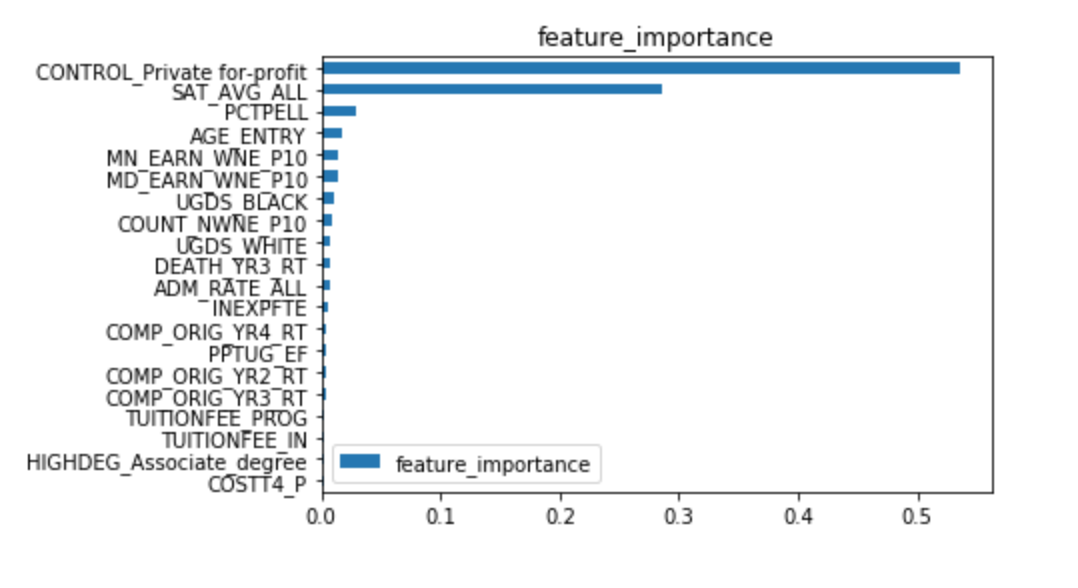 feature_importance
CONTROL_Private for-profit
SAT_AVG_ALL
PCTPELL
AGE_ENTRY
MN_EARN_WNE_P10
MD_EARN_WNE_P10
UGDS_BLACK
COUNT_NWNE_P10
UGDS_WHITE
DEATH_YR3_RT
ADM_RATE_ALL
INEXPFTE
COMP_ORIG_YR4_RT
PPTUG_EF
COMP_ORIG_YR2_RT
COMP_ORIG_YR3_RT
TUITIONFEE_PROG
TUITIONFEE_IN
HIGHDEG_Associate_degree
COSTT4_P
feature_importance
0.0 0.1 0.2 0.3 0.4 0.5